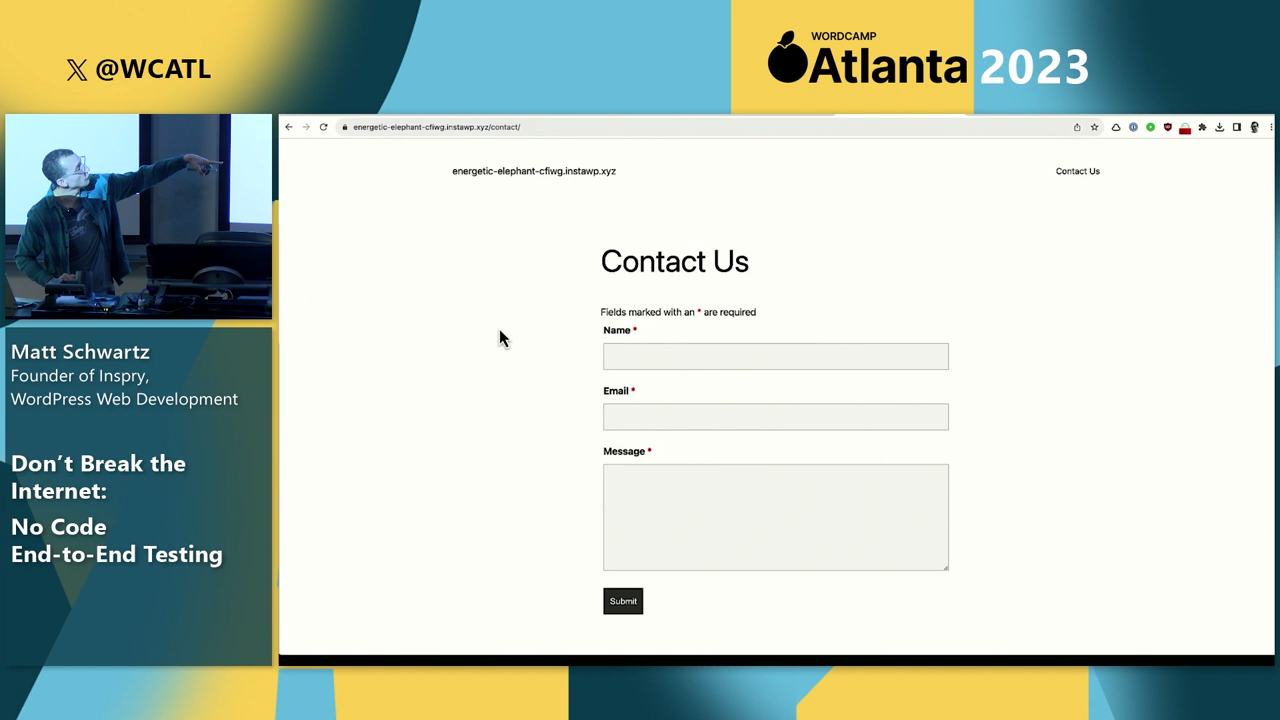 𝕏 @WCATL
WORDCAMP
Atlanta 2023
energetic-elephant-cfiwg.instawp.xyz/contact/
energetic-elephant-cfiwg.instawp.xyz
Contact Us
Contact Us
Fields marked with an * are required
Name *
Email *
Message *
Submit
Matt Schwartz
Founder of Inspry,
WordPress Web Development
Don’t Break the
Internet:
No Code
End-to-End Testing